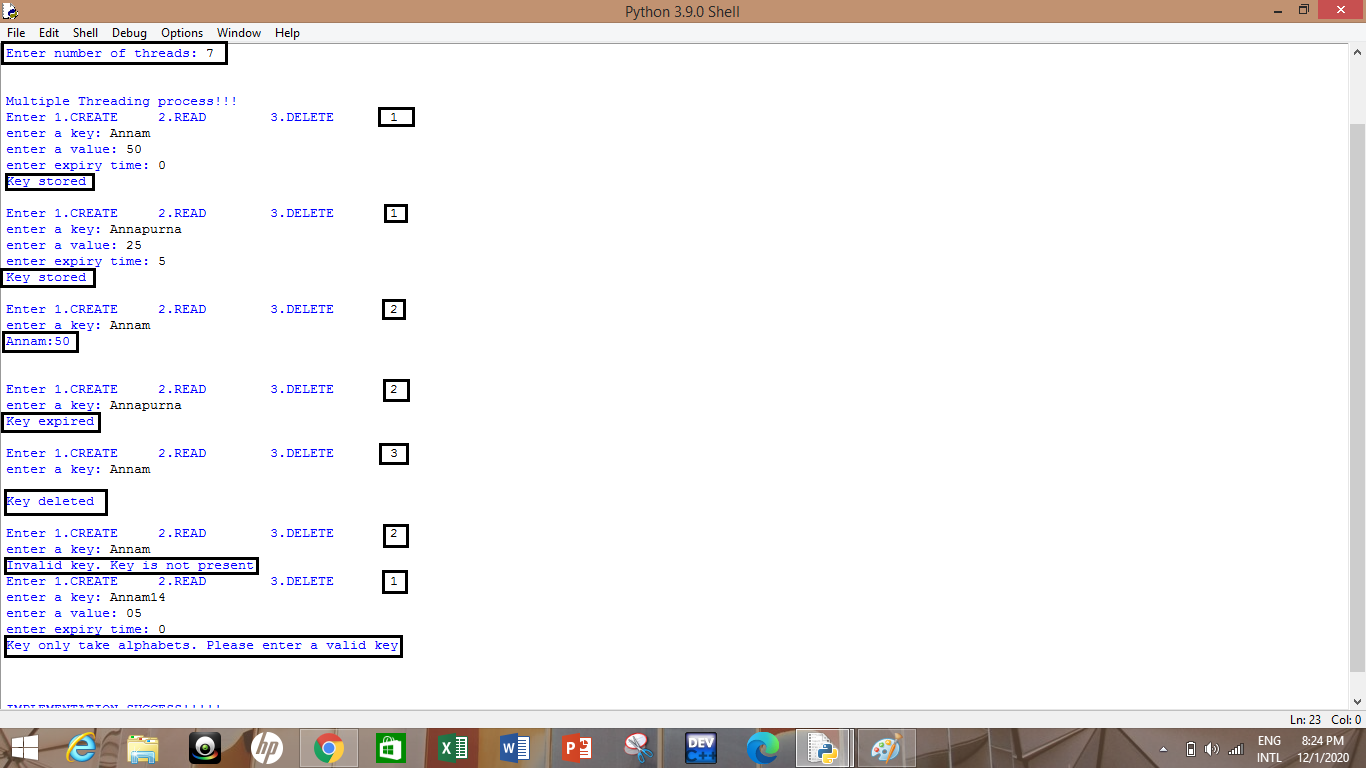 Python 3.9.0 Shell
File Edit Shell Debug Options Window Help
Enter number of threads: 7
Multiple Threading process!!!
Enter 1.CREATE 2.READ 3.DELETE 1
enter a key: Annam
enter a value: 50
enter expiry time: 0
Key stored
Enter 1.CREATE 2.READ 3.DELETE 1
enter a key: Annapurna
enter a value: 25
enter expiry time: 5
Key stored
Enter 1.CREATE 2.READ 3.DELETE 2
enter a key: Annam
Annam:50
Enter 1.CREATE 2.READ 3.DELETE 2
enter a key: Annapurna
Key expired
Enter 1.CREATE 2.READ 3.DELETE 3
enter a key: Annam
Key deleted
Enter 1.CREATE 2.READ 3.DELETE 2
enter a key: Annam
Invalid key. Key is not present
Enter 1.CREATE 2.READ 3.DELETE 1
enter a key: Annam14
enter a value: 05
enter expiry time: 0
Key only take alphabets. Please enter a valid key
IMPLEMENTATION SUCCESS!!!!!
Ln: 23 Col: 0
hp
DEV
C++
ENG 8:24 PM
INTL 12/1/2020